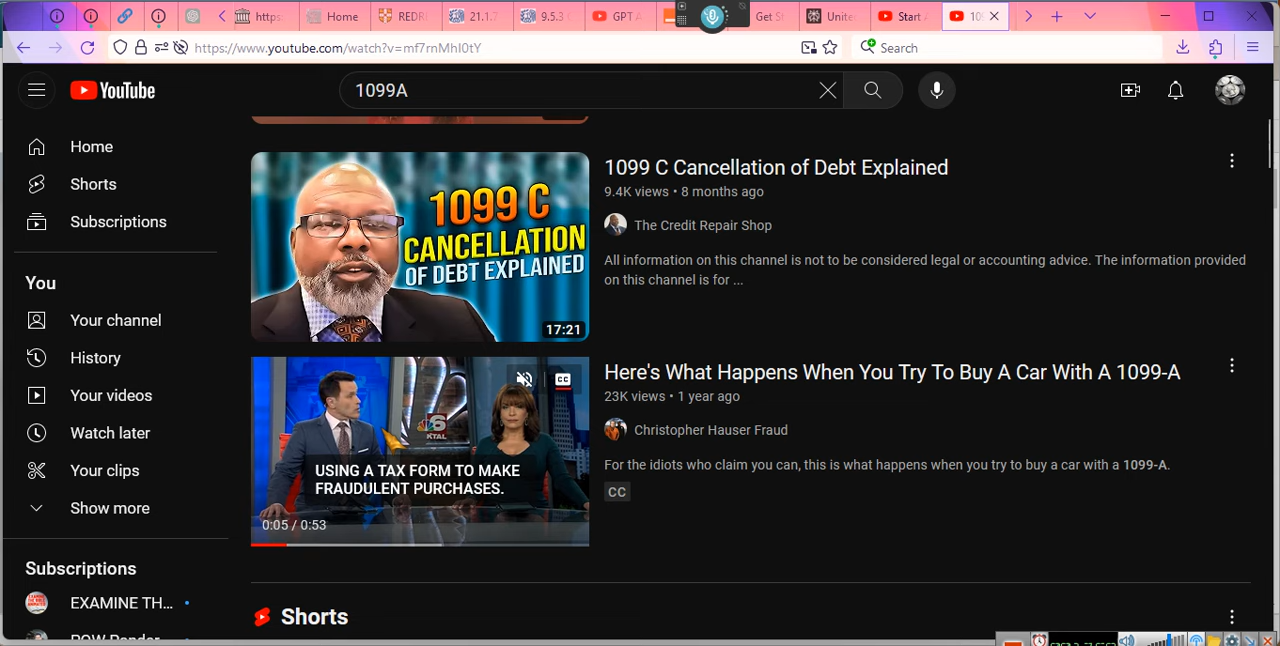 https:
Home
REDR
21.1.7
9.5.3
GPT
Get St
Unite
Start
https://www.youtube.com/watch?v=mf7rnMhI0tY
Search
YouTube
1099A
Home
Shorts
Subscriptions
You
Your channel
History
Your videos
Watch later
Your clips
Show more
Subscriptions
EXAMINE TH...
1099 C
CANCELLATION
OF DEBT EXPLAINED
17:21
1099 C Cancellation of Debt Explained
9.4K views • 8 months ago
The Credit Repair Shop
All information on this channel is not to be considered legal or accounting advice. The information provided
on this channel is for ...
CC
6
KTAL
USING A TAX FORM TO MAKE
FRAUDULENT PURCHASES.
0:05 / 0:53
Here's What Happens When You Try To Buy A Car With A 1099-A
23K views • 1 year ago
Christopher Hauser Fraud
For the idiots who claim you can, this is what happens when you try to buy a car with a 1099-A.
CC
Shorts